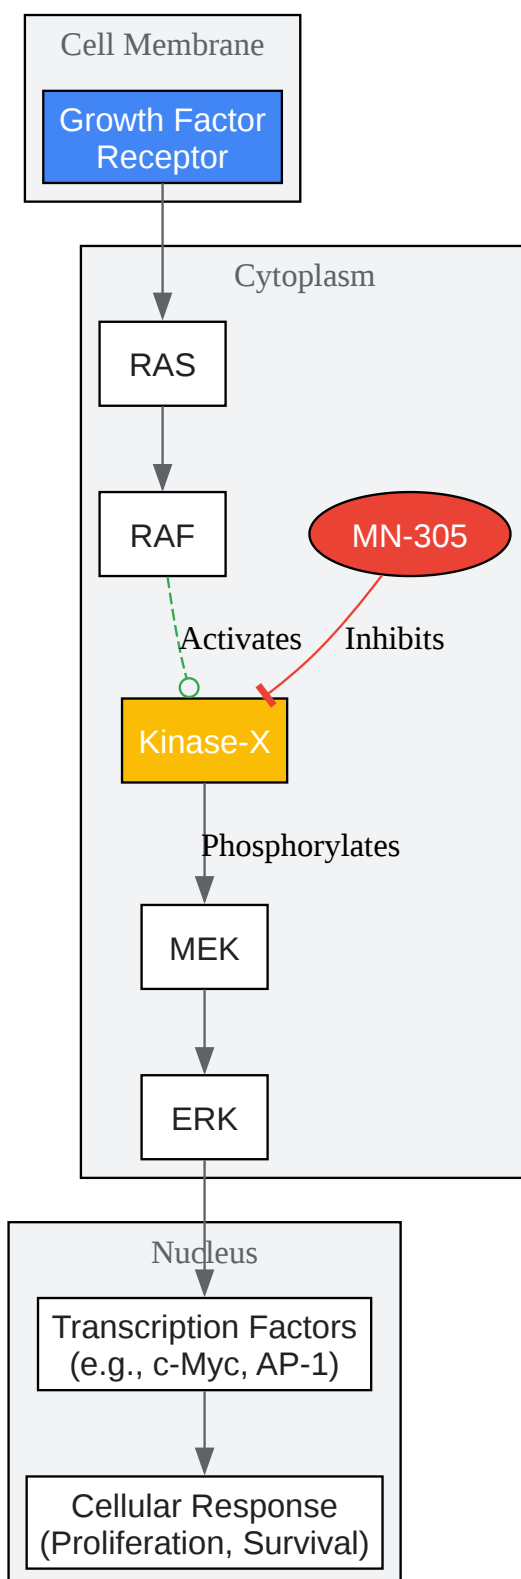 Cell Membrane
Growth Factor
Receptor
Cytoplasm
RAS
RAF
MN-305
Activates
Inhibits
Kinase-X
Phosphorylates
MEK
ERK
Nucleus
Transcription Factors
(e.g., c-Myc, AP-1)
Cellular Response
(Proliferation, Survival)